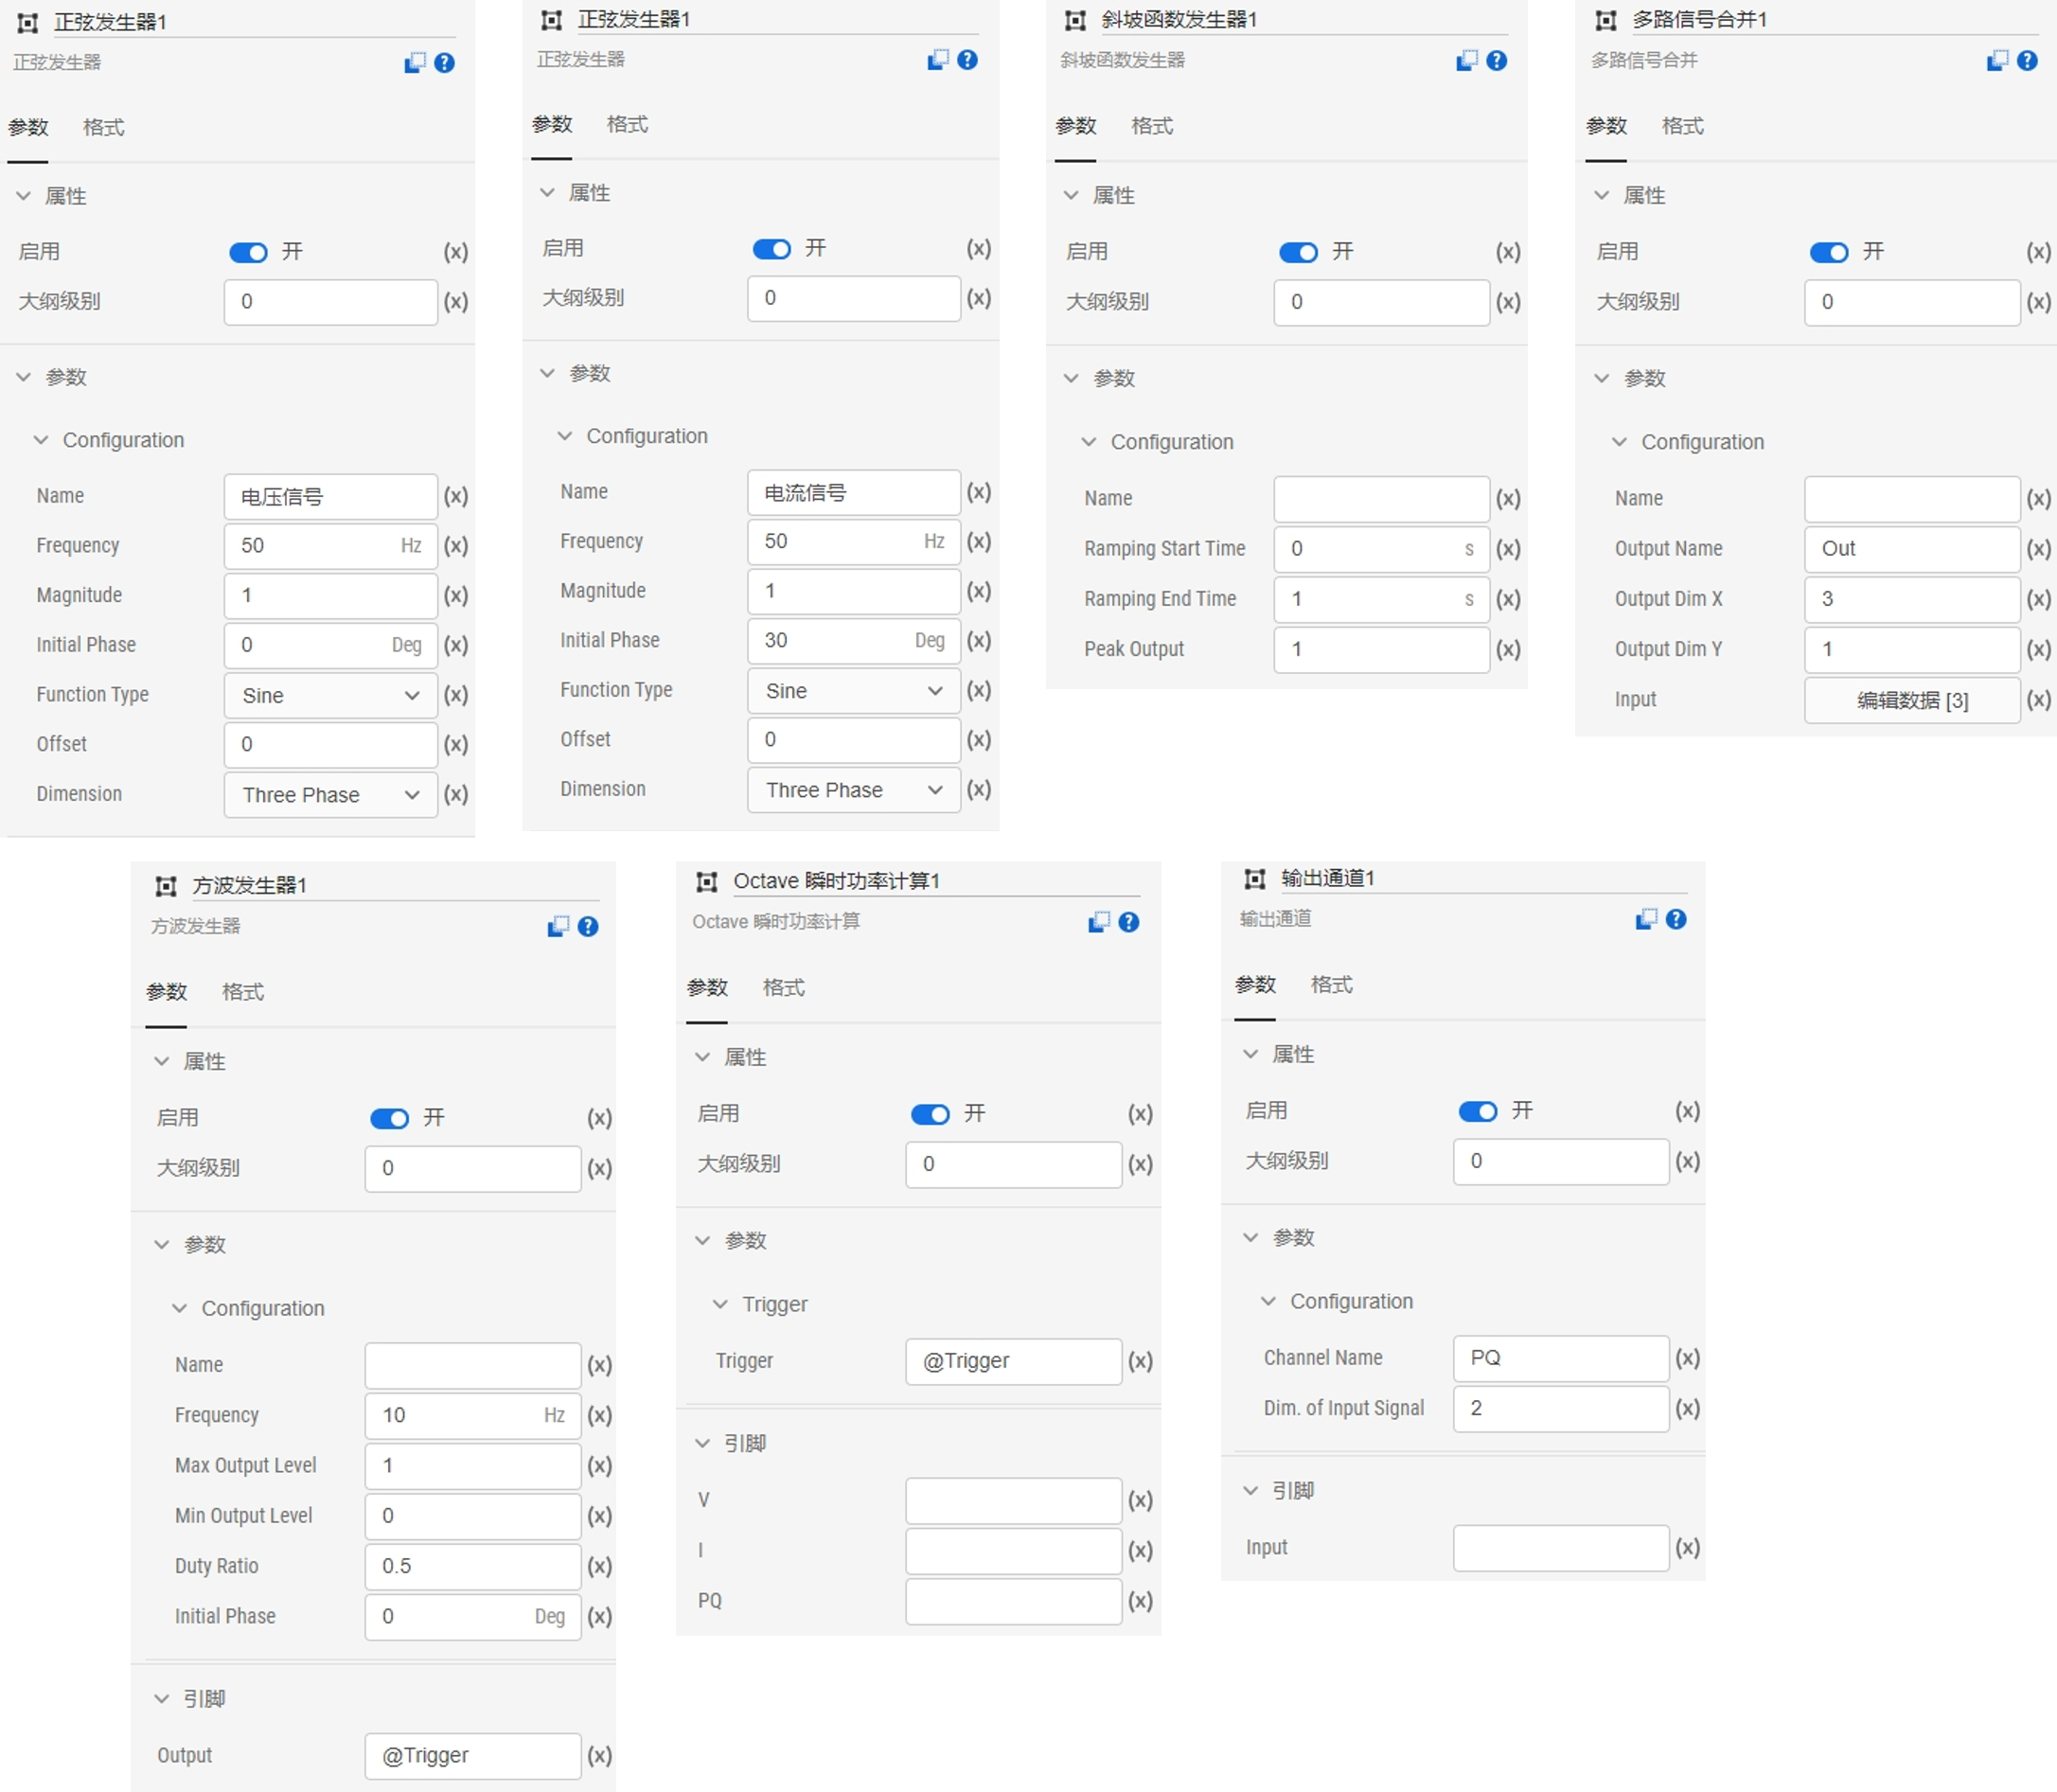 正弦发生器1
正弦发生器
参数 格式
属性
启用 开 (x)
大纲级别 0 (x)
参数
Configuration
Name 电压信号 (x)
Frequency 50 Hz (x)
Magnitude 1 (x)
Initial Phase 0 Deg (x)
Function Type Sine (x)
Offset 0 (x)
Dimension Three Phase (x)
正弦发生器1
正弦发生器
参数 格式
属性
启用 开 (x)
大纲级别 0 (x)
参数
Configuration
Name 电流信号 (x)
Frequency 50 Hz (x)
Magnitude 1 (x)
Initial Phase 30 Deg (x)
Function Type Sine (x)
Offset 0 (x)
Dimension Three Phase (x)
斜坡函数发生器1
斜坡函数发生器
参数 格式
属性
启用 开 (x)
大纲级别 0 (x)
参数
Configuration
Name (x)
Ramping Start Time 0 s (x)
Ramping End Time 1 s (x)
Peak Output 1 (x)
多路信号合并1
多路信号合并
参数 格式
属性
启用 开 (x)
大纲级别 0 (x)
参数
Configuration
Name (x)
Output Name Out (x)
Output Dim X 3 (x)
Output Dim Y 1 (x)
Input 编辑数据 [3] (x)
方波发生器1
方波发生器
参数 格式
属性
启用 开 (x)
大纲级别 0 (x)
参数
Configuration
Name (x)
Frequency 10 Hz (x)
Max Output Level 1 (x)
Min Output Level 0 (x)
Duty Ratio 0.5 (x)
Initial Phase 0 Deg (x)
引脚
Output @Trigger (x)
Octave 瞬时功率计算1
Octave 瞬时功率计算
参数 格式
属性
启用 开 (x)
大纲级别 0 (x)
参数
Trigger
Trigger @Trigger (x)
引脚
V (x)
I (x)
PQ (x)
输出通道1
输出通道
参数 格式
属性
启用 开 (x)
大纲级别 0 (x)
参数
Configuration
Channel Name PQ (x)
Dim. of Input Signal 2 (x)
引脚
Input (x)